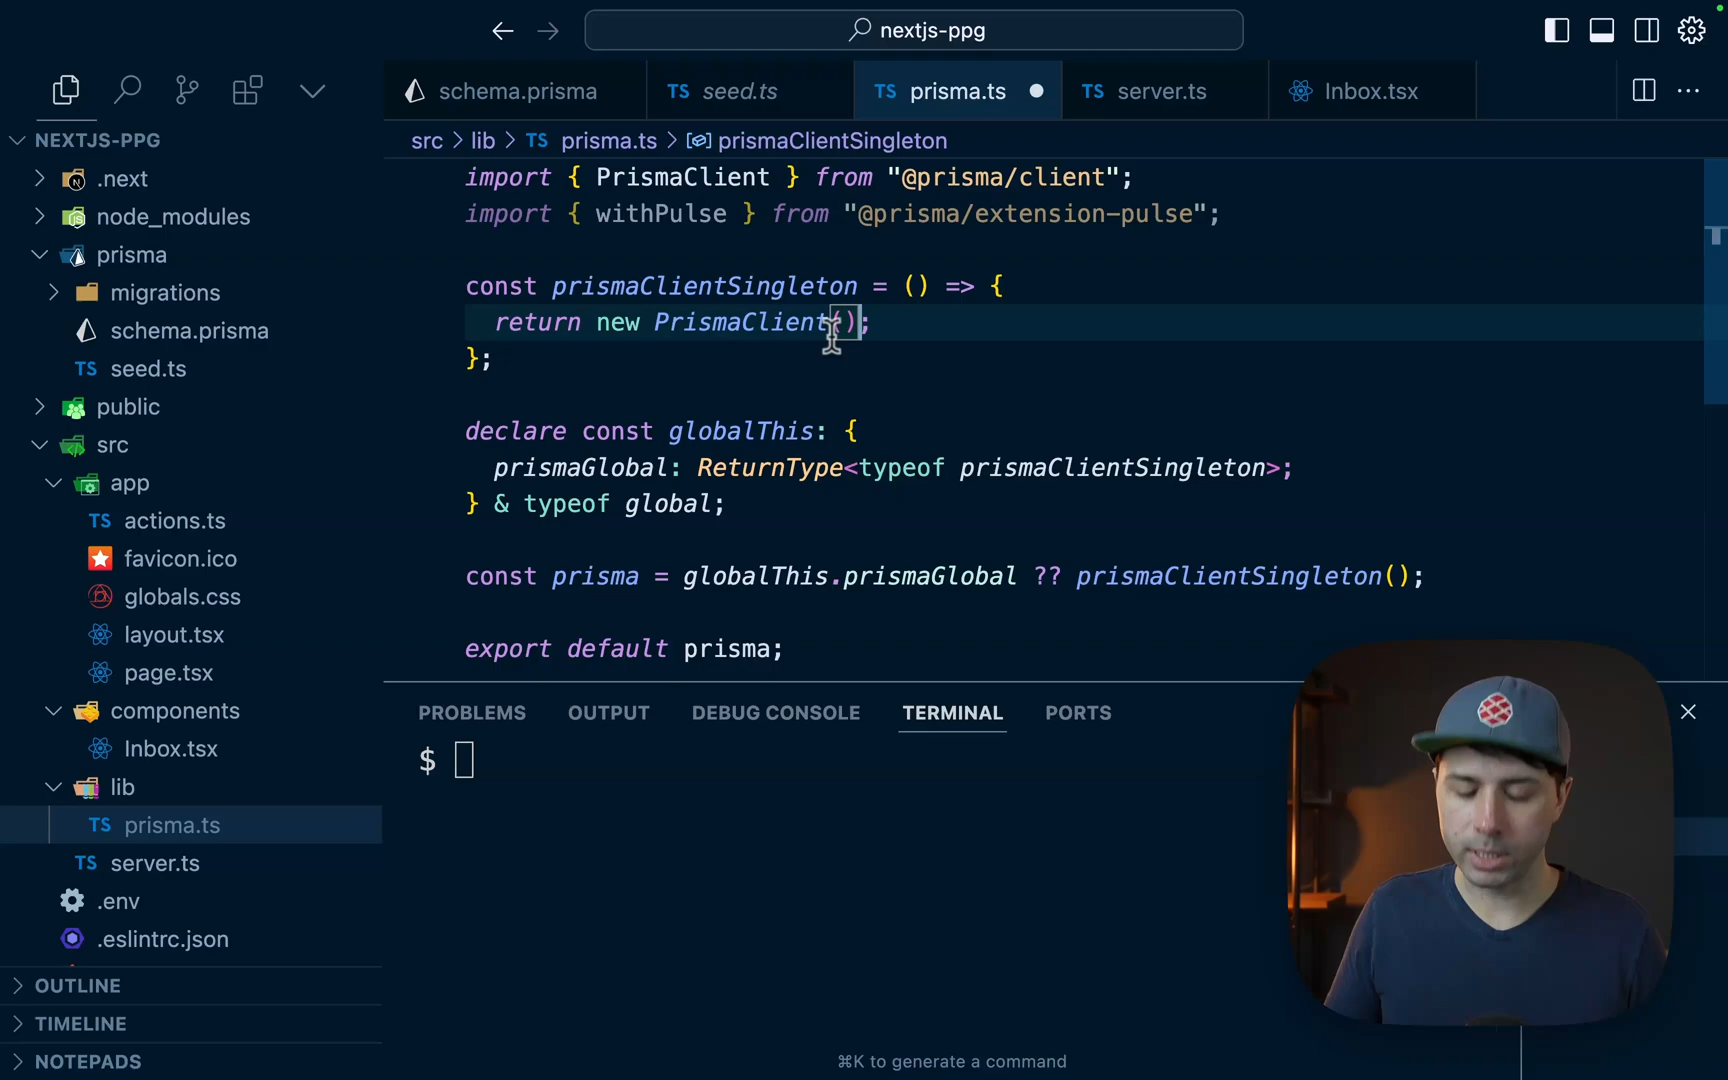 nextjs-ppg
schema.prisma
TS seed.ts
TS prisma.ts
TS server.ts
Inbox.tsx
NEXTJS-PPG
.next
node_modules
prisma
migrations
schema.prisma
TS seed.ts
public
src
app
TS actions.ts
favicon.ico
globals.css
layout.tsx
page.tsx
components
Inbox.tsx
lib
TS prisma.ts
TS server.ts
.env
.eslintrc.json
OUTLINE
TIMELINE
NOTEPADS
src > lib > TS prisma.ts > prismaClientSingleton
import { PrismaClient } from "@prisma/client";
import { withPulse } from "@prisma/extension-pulse";
const prismaClientSingleton = () => {
return new PrismaClient();
};
declare const globalThis: {
prismaGlobal: ReturnType<typeof prismaClientSingleton>;
} & typeof global;
const prisma = globalThis.prismaGlobal ?? prismaClientSingleton();
export default prisma;
PROBLEMS OUTPUT DEBUG CONSOLE TERMINAL PORTS
$
⌘K to generate a command